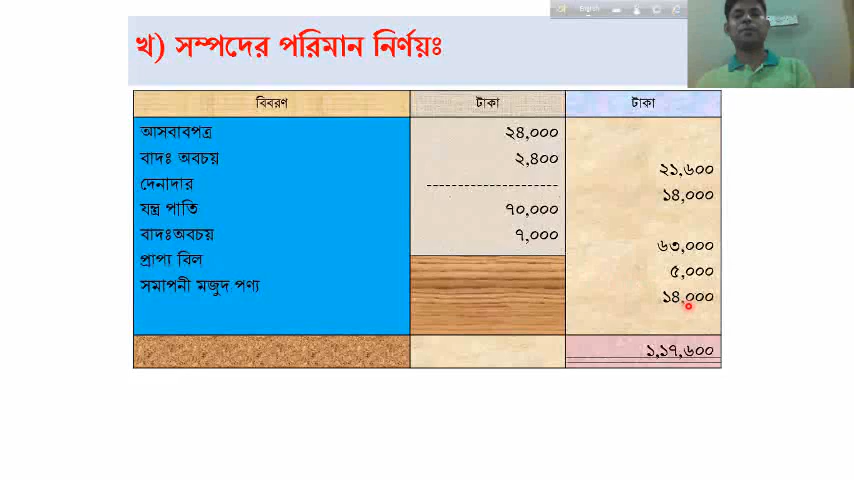 English
খ) সম্পদের পরিমান নির্ণয়ঃ
বিবরণ টাকা টাকা
আসবাবপত্র ২৪,০০০
বাদঃ অবচয় ২,৪০০ ২১,৬০০
দেনাদার -------------------- ১৪,০০০
যন্ত্র পাতি ৭০,০০০
বাদঃঅবচয় ৭,০০০ ৬৩,০০০
প্রাপ্য বিল ৫,০০০
সমাপনী মজুদ পণ্য ১৪,০০০
১,১৭,৬০০